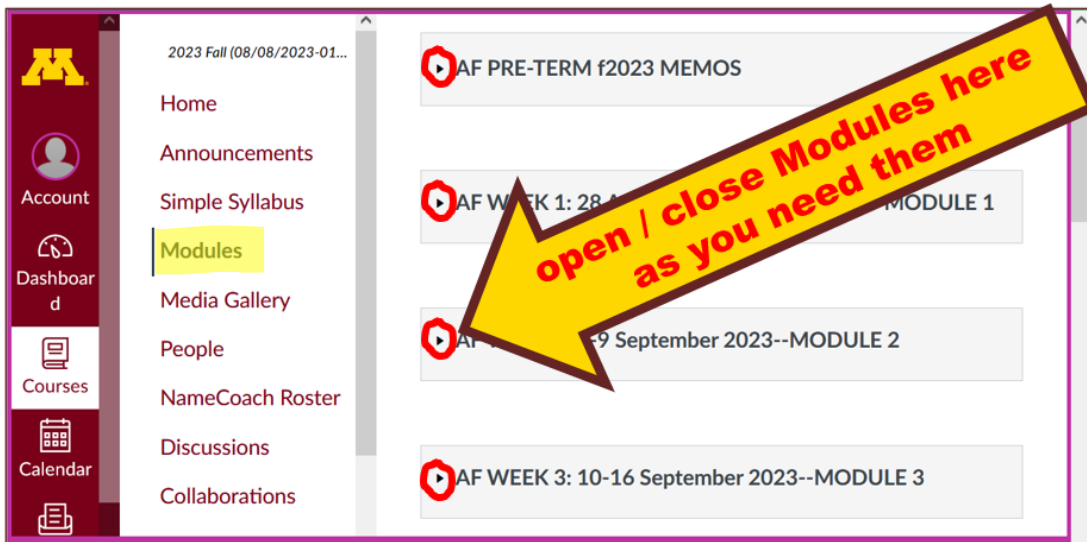 M
2023 Fall (08/08/2023-01...
Home
Announcements
Simple Syllabus
Modules
Media Gallery
People
NameCoach Roster
Discussions
Collaborations
Account
Dashboar
d
Courses
Calendar
AF PRE-TERM f2023 MEMOS
AF WEEK 1: 28 MODULE 1
AF -9 September 2023--MODULE 2
AF WEEK 3: 10-16 September 2023--MODULE 3
open / close Modules here
as you need them